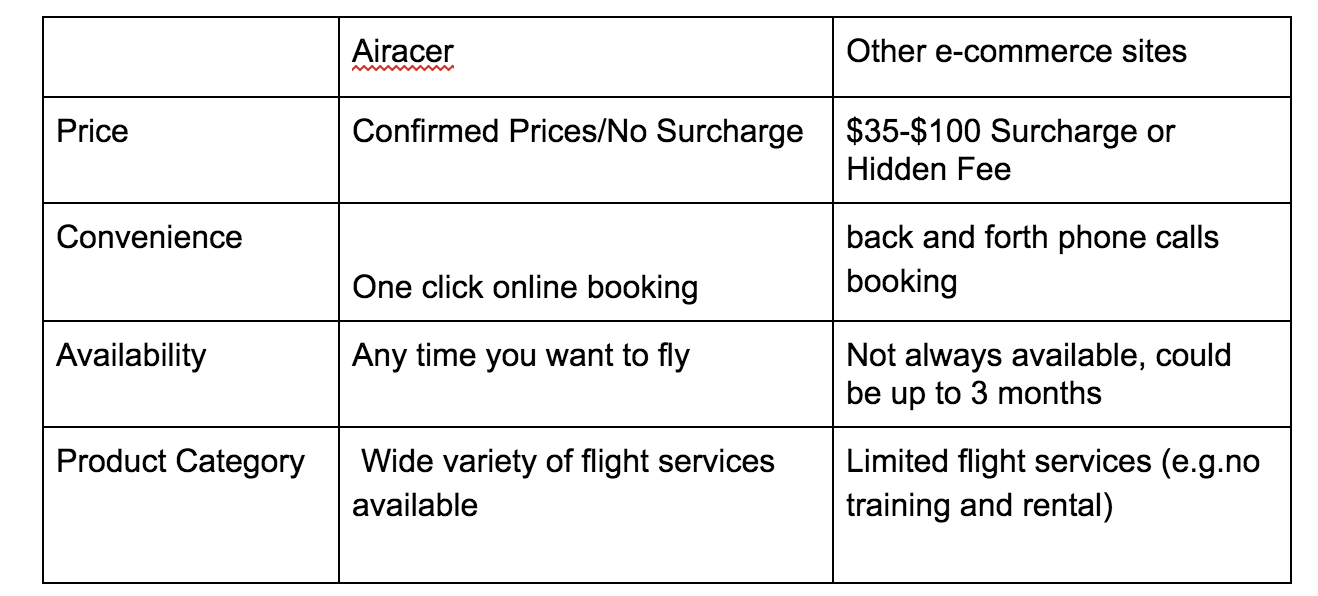 Airacer
Other e-commerce sites
Price
Confirmed Prices/No Surcharge
$35-$100 Surcharge or
Hidden Fee
Convenience
One click online booking
back and forth phone calls
booking
Availability
Any time you want to fly
Not always available, could
be up to 3 months
Product Category
Wide variety of flight services
available
Limited flight services (e.g.no
training and rental)